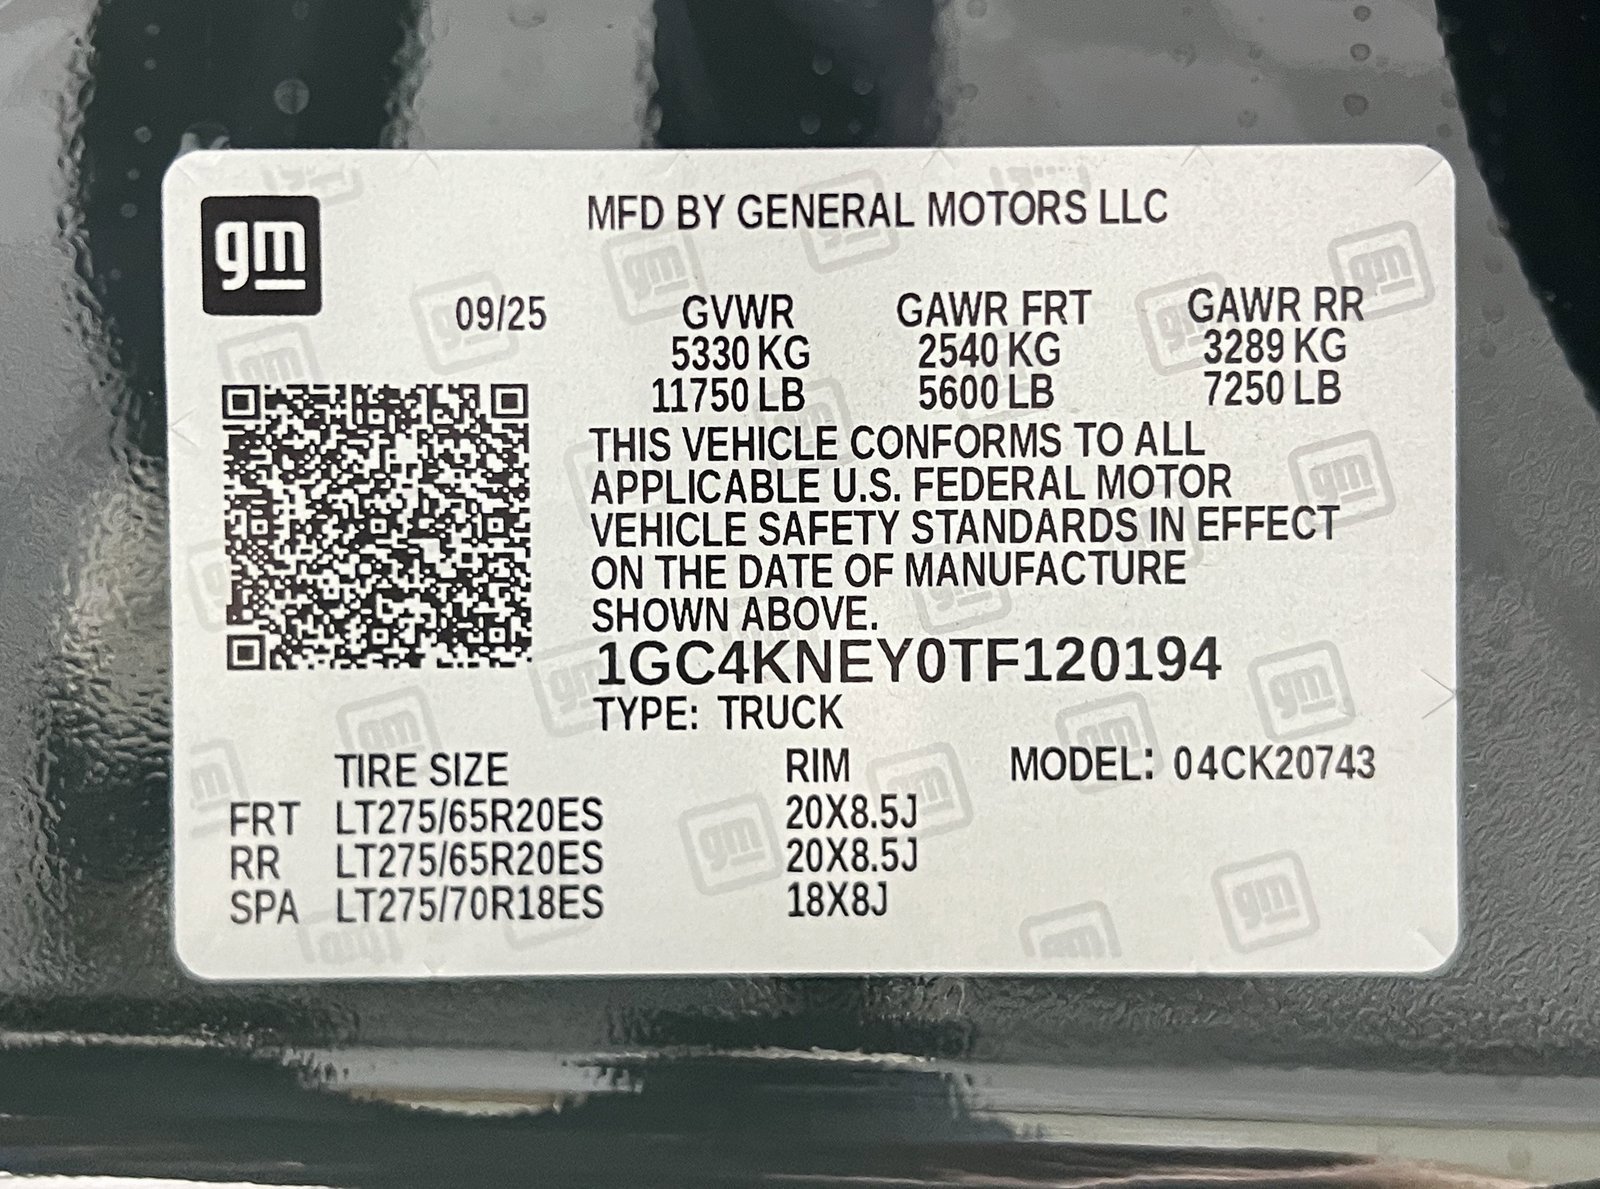 gm
MFD BY GENERAL MOTORS LLC
09/25 GVWR GAWR FRT GAWR RR
5330 KG 2540 KG 3289 KG
11750 LB 5600 LB 7250 LB
THIS VEHICLE CONFORMS TO ALL
APPLICABLE U.S. FEDERAL MOTOR
VEHICLE SAFETY STANDARDS IN EFFECT
ON THE DATE OF MANUFACTURE
SHOWN ABOVE.
1GC4KNEY0TF120194
TYPE: TRUCK
TIRE SIZE RIM MODEL: 04CK20743
FRT LT275/65R20ES 20X8.5J
RR LT275/65R20ES 20X8.5J
SPA LT275/70R18ES 18X8J